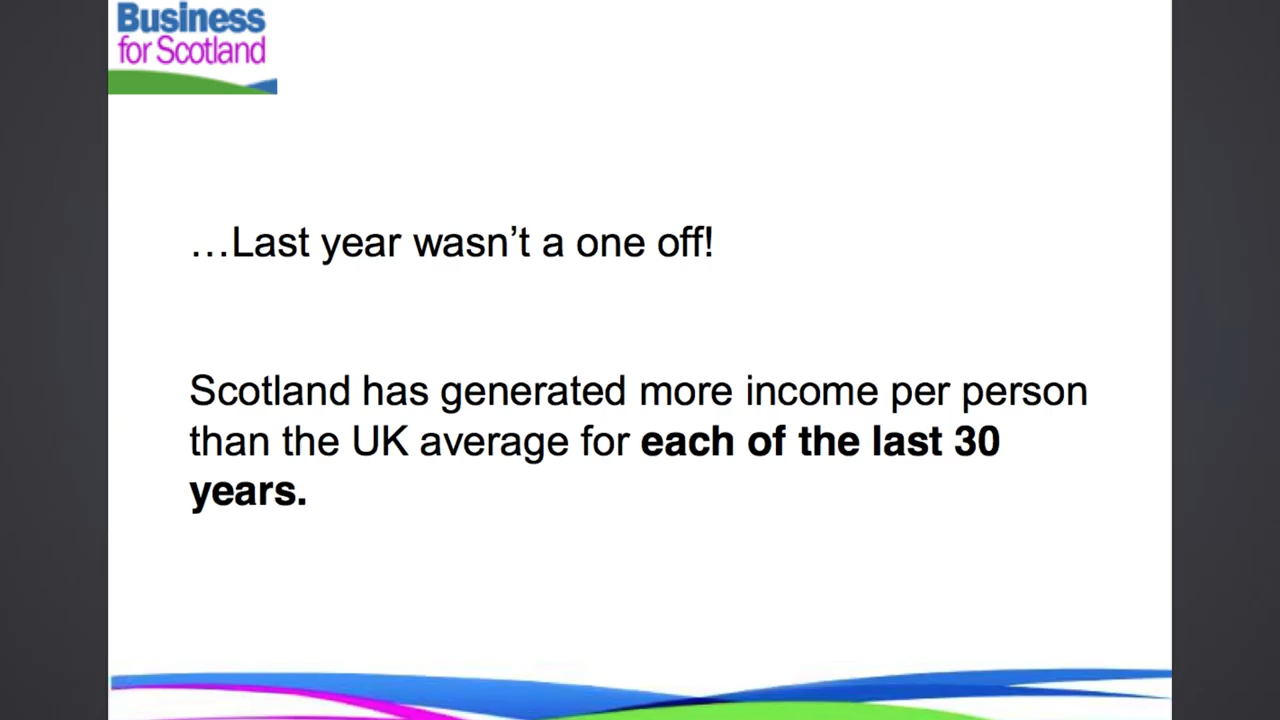 Business
for Scotland
…Last year wasn’t a one off!
Scotland has generated more income per person
than the UK average for each of the last 30
years.